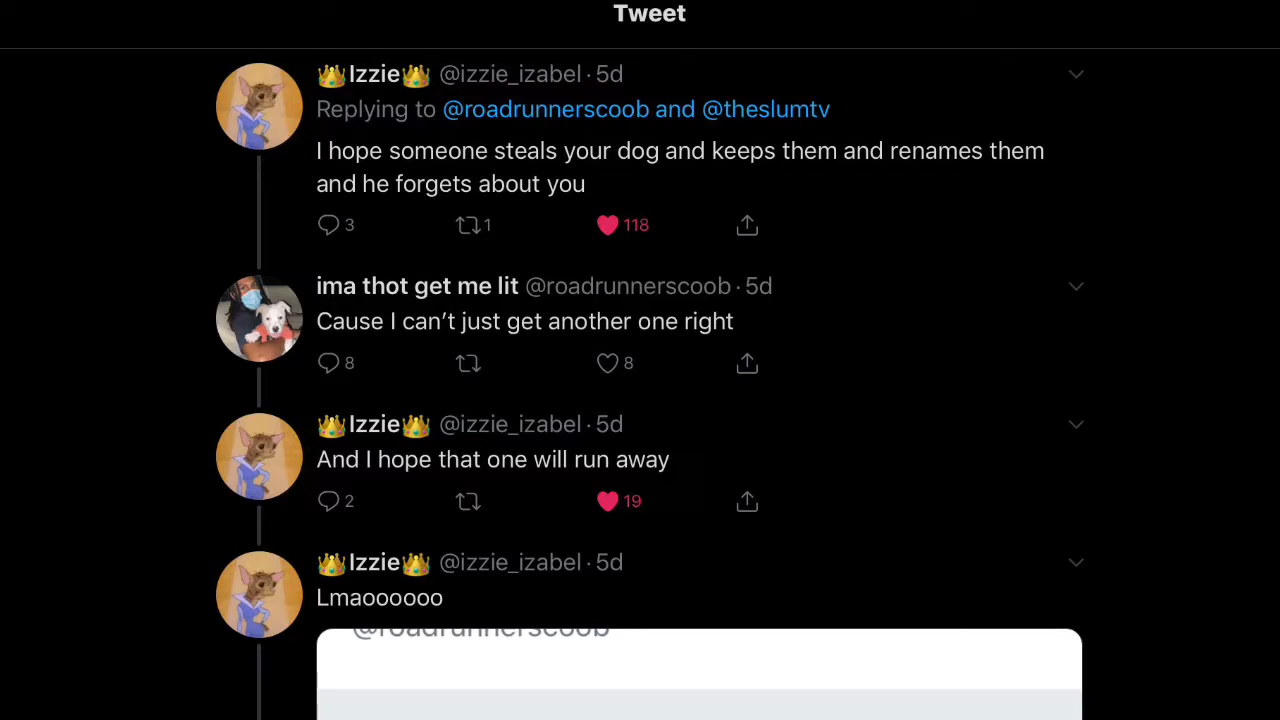 Tweet
👑Izzie👑 @izzie_izabel · 5d
Replying to @roadrunnerscoob and @theslumtv
I hope someone steals your dog and keeps them and renames them
and he forgets about you
3 1 118
ima thot get me lit @roadrunnerscoob · 5d
Cause I can’t just get another one right
8 8
👑Izzie👑 @izzie_izabel · 5d
And I hope that one will run away
2 19
👑Izzie👑 @izzie_izabel · 5d
Lmaoooooo
@roadrunnerscoob